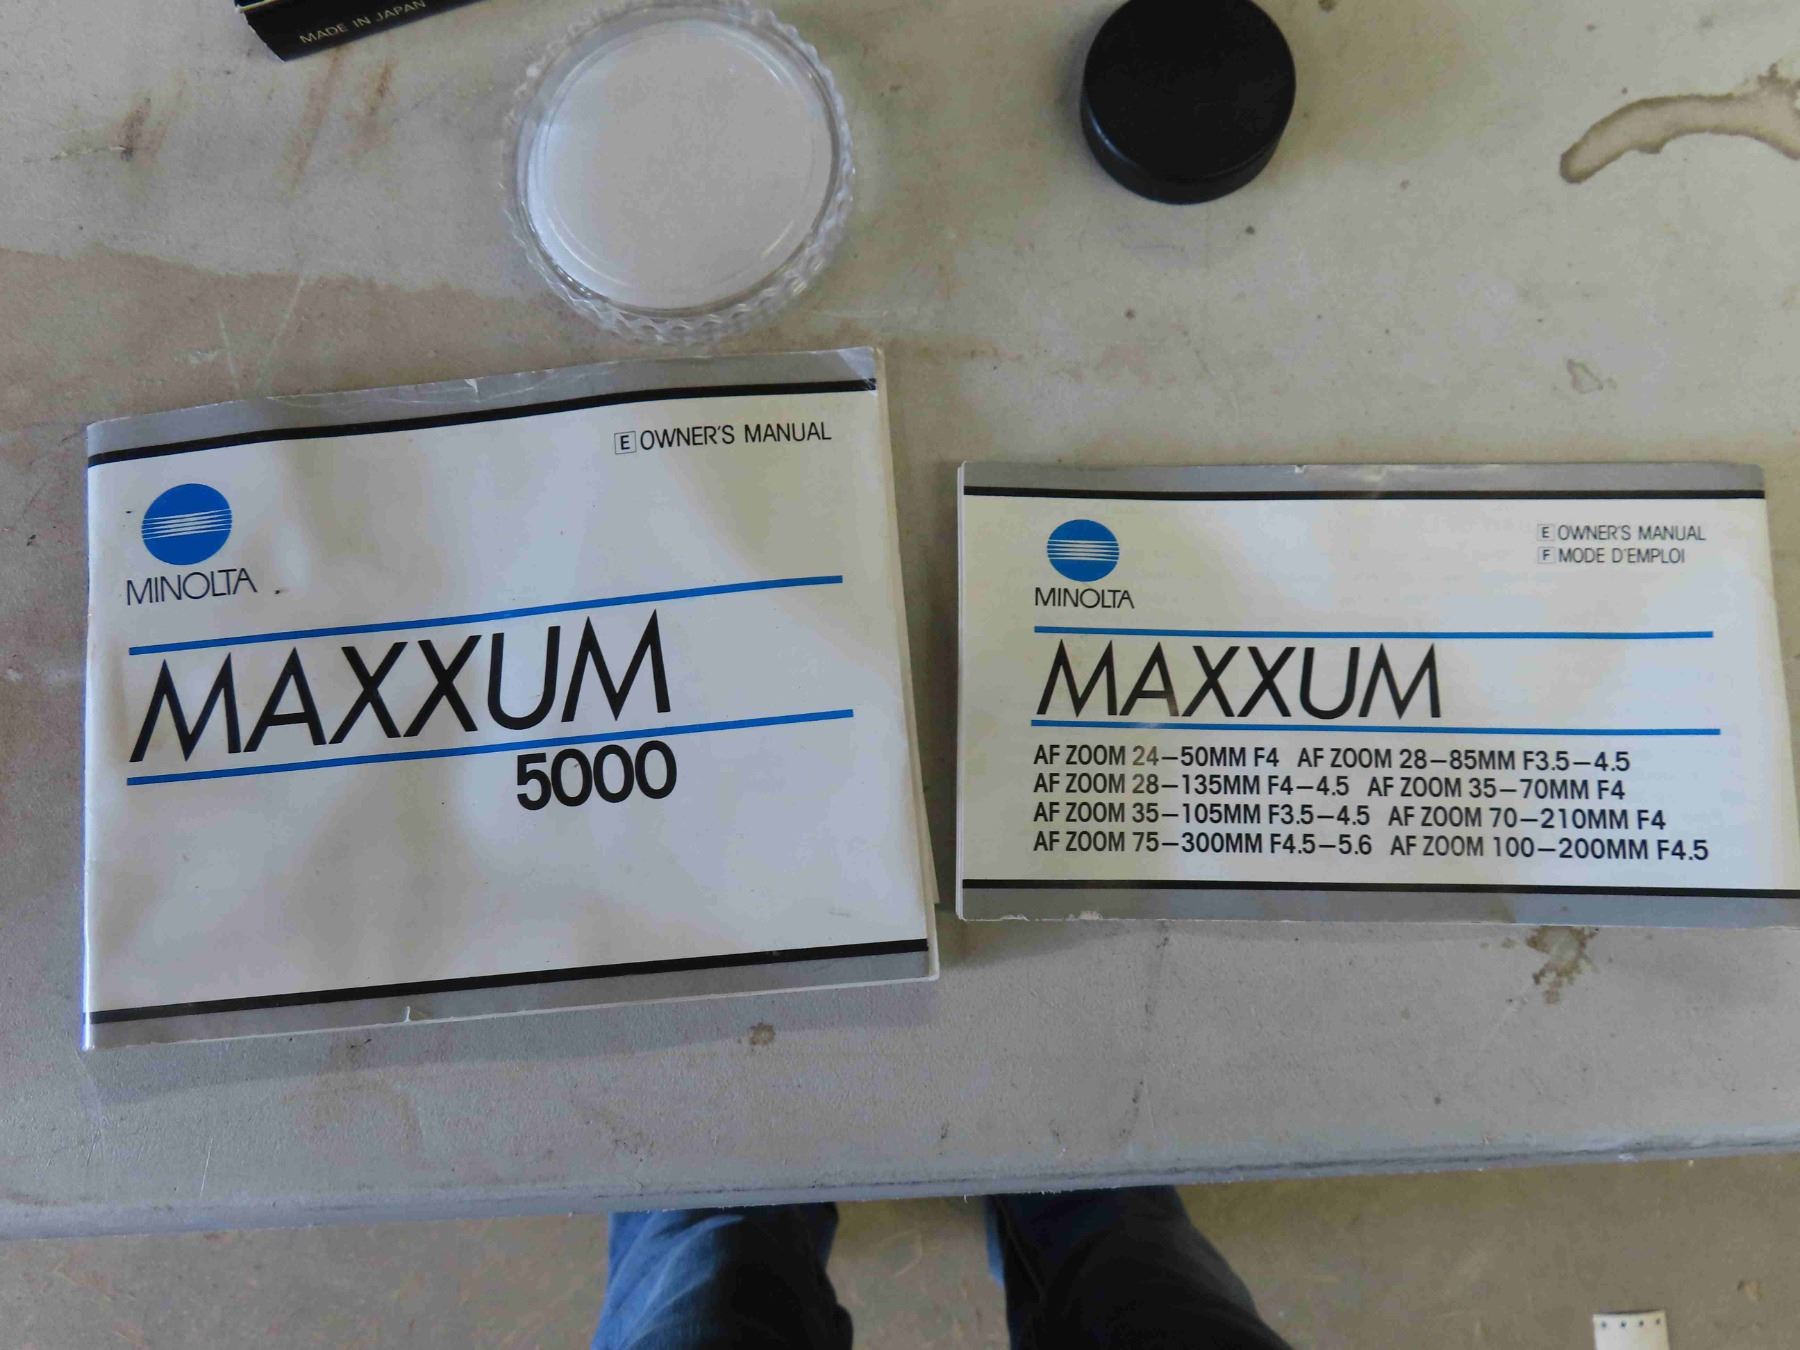 MADE IN JAPAN
E OWNER'S MANUAL
MINOLTA
MAXXUM
5000
E OWNER'S MANUAL
F MODE D'EMPLOI
MINOLTA
MAXXUM
AF ZOOM 24–50MM F4 AF ZOOM 28–85MM F3.5–4.5
AF ZOOM 28–135MM F4–4.5 AF ZOOM 35–70MM F4
AF ZOOM 35–105MM F3.5–4.5 AF ZOOM 70–210MM F4
AF ZOOM 75–300MM F4.5–5.6 AF ZOOM 100–200MM F4.5